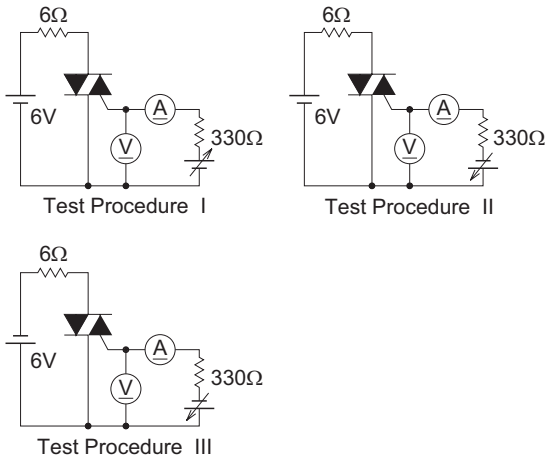 6Ω
6V
A
V
330Ω
Test Procedure I
6Ω
6V
A
V
330Ω
Test Procedure II
6Ω
6V
A
V
330Ω
Test Procedure III